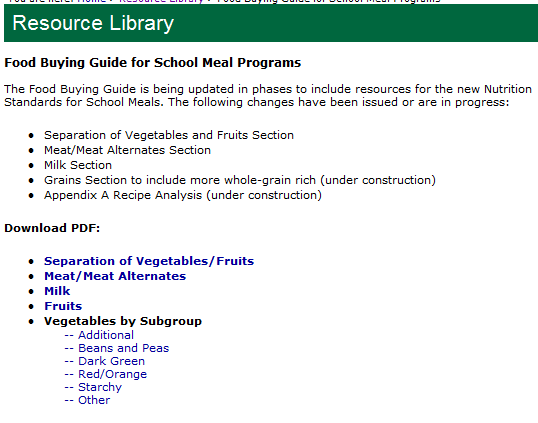 You are here: Home > Resource Library > Food Buying Guide for School Meal Programs
Resource Library
Food Buying Guide for School Meal Programs
The Food Buying Guide is being updated in phases to include resources for the new Nutrition
Standards for School Meals. The following changes have been issued or are in progress:
• Separation of Vegetables and Fruits Section
• Meat/Meat Alternates Section
• Milk Section
• Grains Section to include more whole-grain rich (under construction)
• Appendix A Recipe Analysis (under construction)
Download PDF:
• Separation of Vegetables/Fruits
• Meat/Meat Alternates
• Milk
• Fruits
• Vegetables by Subgroup
-- Additional
-- Beans and Peas
-- Dark Green
-- Red/Orange
-- Starchy
-- Other